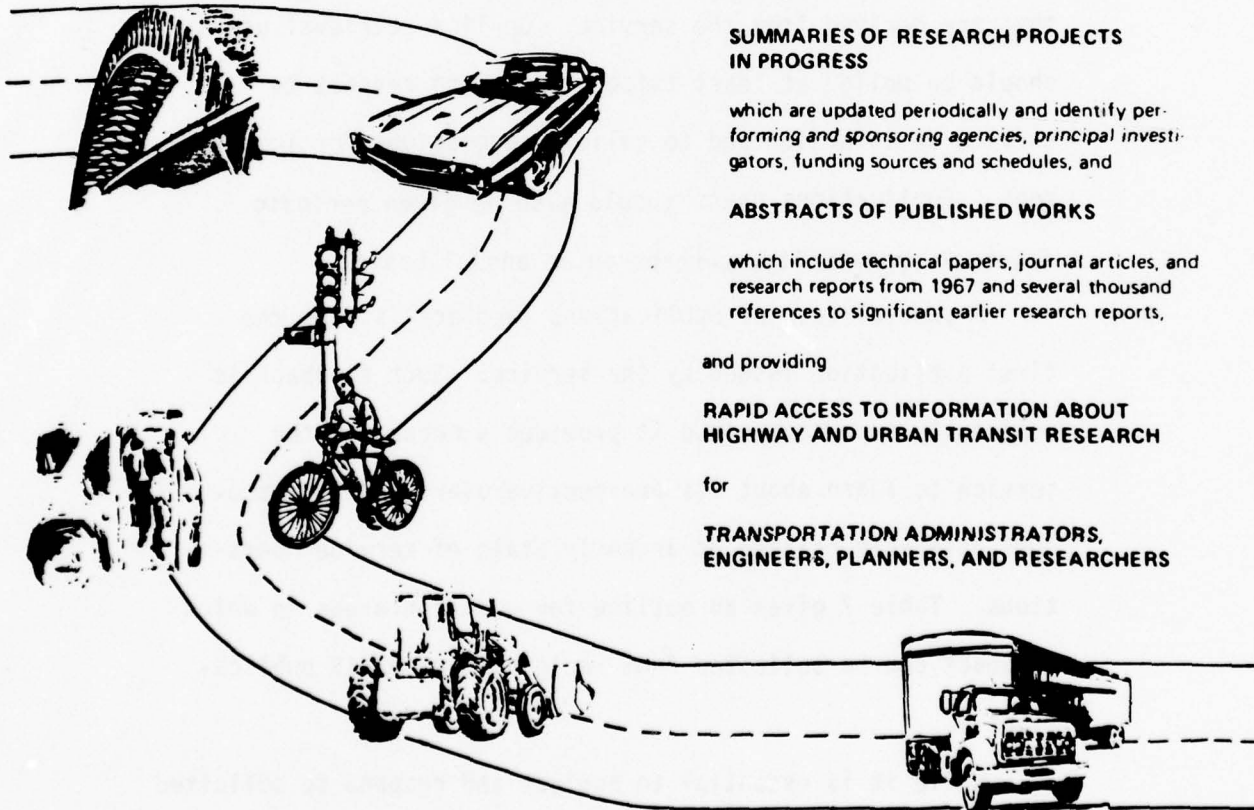 SUMMARIES OF RESEARCH PROJECTS
IN PROGRESS
which are updated periodically and identify per-
forming and sponsoring agencies, principal investi-
gators, funding sources and schedules, and
ABSTRACTS OF PUBLISHED WORKS
which include technical papers, journal articles, and
research reports from 1967 and several thousand
references to significant earlier research reports,
and providing
RAPID ACCESS TO INFORMATION ABOUT
HIGHWAY AND URBAN TRANSIT RESEARCH
for
TRANSPORTATION ADMINISTRATORS,
ENGINEERS, PLANNERS, AND RESEARCHERS